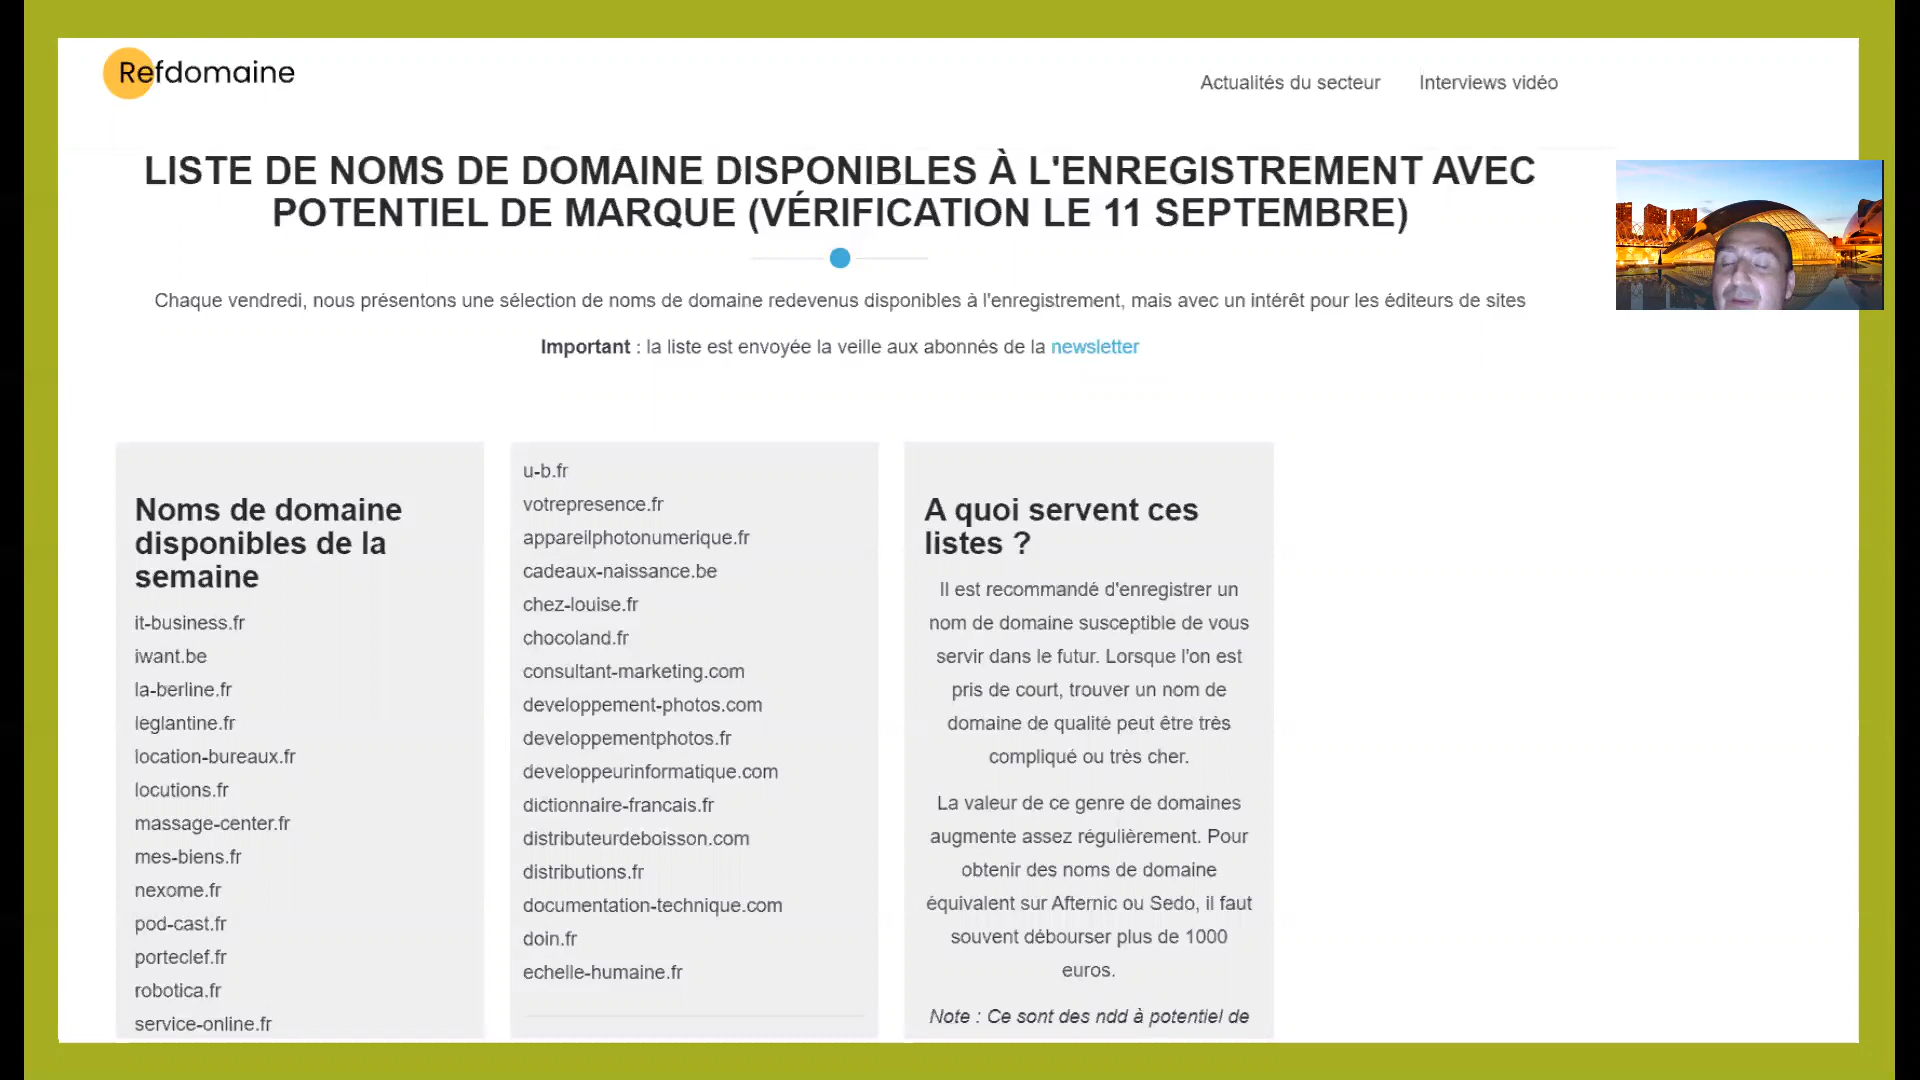 Refdomaine
Actualités du secteur
Interviews vidéo
LISTE DE NOMS DE DOMAINE DISPONIBLES À L'ENREGISTREMENT AVEC
POTENTIEL DE MARQUE (VÉRIFICATION LE 11 SEPTEMBRE)
Chaque vendredi, nous présentons une sélection de noms de domaine redevenus disponibles à l'enregistrement, mais avec un intérêt pour les éditeurs de sites
Important : la liste est envoyée la veille aux abonnés de la newsletter
Noms de domaine
disponibles de la
semaine
it-business.fr
iwant.be
la-berline.fr
leglantine.fr
location-bureaux.fr
locutions.fr
massage-center.fr
mes-biens.fr
nexome.fr
pod-cast.fr
porteclef.fr
robotica.fr
service-online.fr
u-b.fr
votrepresence.fr
appareilphotonumerique.fr
cadeaux-naissance.be
chez-louise.fr
chocoland.fr
consultant-marketing.com
developpement-photos.com
developpementphotos.fr
developpeurinformatique.com
dictionnaire-francais.fr
distributeurdeboisson.com
distributions.fr
documentation-technique.com
doin.fr
echelle-humaine.fr
A quoi servent ces
listes ?
Il est recommandé d'enregistrer un
nom de domaine susceptible de vous
servir dans le futur. Lorsque l'on est
pris de court, trouver un nom de
domaine de qualité peut être très
compliqué ou très cher.
La valeur de ce genre de domaines
augmente assez régulièrement. Pour
obtenir des noms de domaine
équivalent sur Afternic ou Sedo, il faut
souvent débourser plus de 1000
euros.
Note : Ce sont des ndd à potentiel de